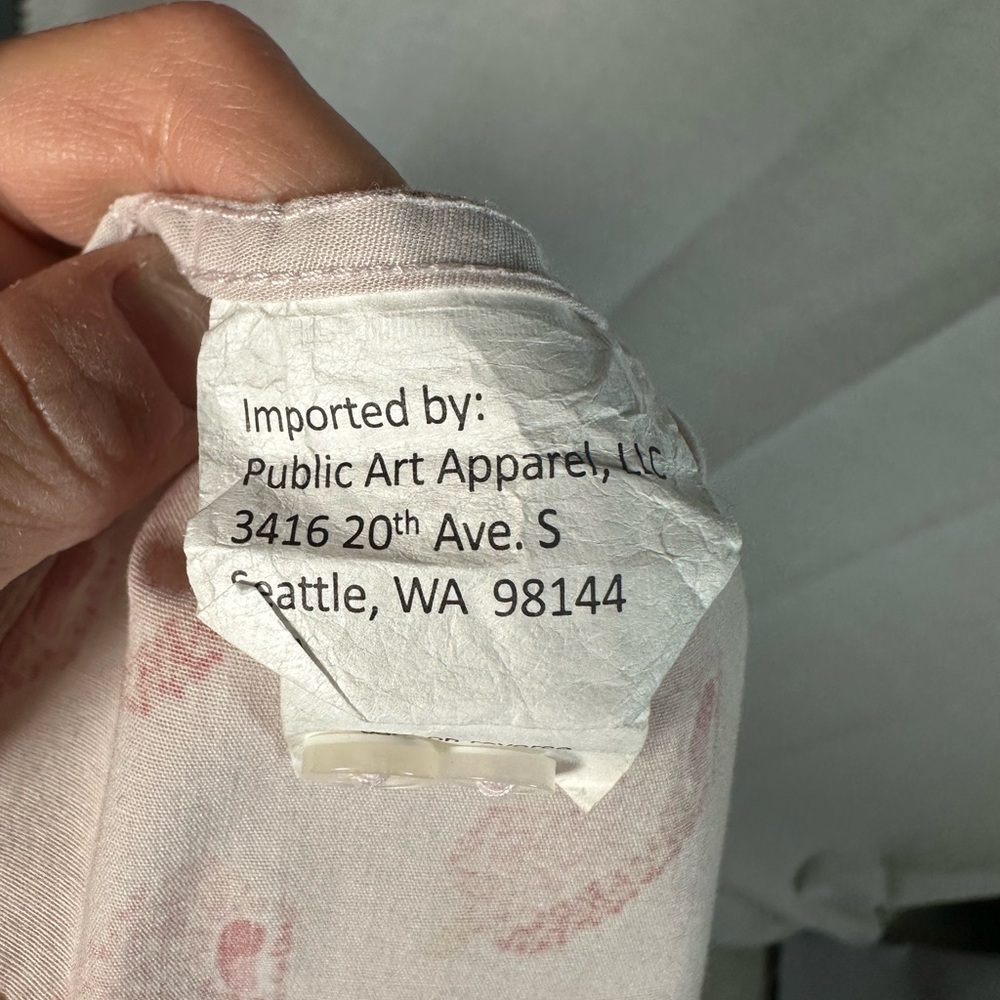 Imported by:
Public Art Apparel, LLC
3416 20th Ave. S
Seattle, WA 98144